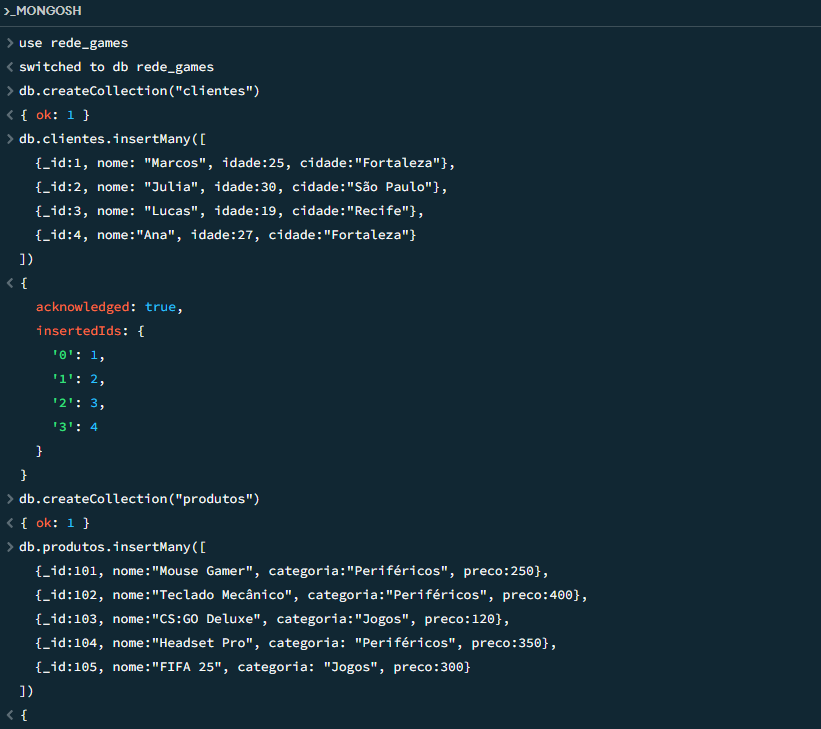 >_MONGOSH
> use rede_games
< switched to db rede_games
> db.createCollection("clientes")
< { ok: 1 }
> db.clientes.insertMany([
{_id:1, nome: "Marcos", idade:25, cidade:"Fortaleza"},
{_id:2, nome: "Julia", idade:30, cidade:"São Paulo"},
{_id:3, nome: "Lucas", idade:19, cidade:"Recife"},
{_id:4, nome:"Ana", idade:27, cidade:"Fortaleza"}
])
< {
acknowledged: true,
insertedIds: {
'0': 1,
'1': 2,
'2': 3,
'3': 4
}
}
> db.createCollection("produtos")
< { ok: 1 }
> db.produtos.insertMany([
{_id:101, nome:"Mouse Gamer", categoria:"Periféricos", preco:250},
{_id:102, nome:"Teclado Mecânico", categoria:"Periféricos", preco:400},
{_id:103, nome:"CS:GO Deluxe", categoria:"Jogos", preco:120},
{_id:104, nome:"Headset Pro", categoria: "Periféricos", preco:350},
{_id:105, nome:"FIFA 25", categoria: "Jogos", preco:300}
])
< {